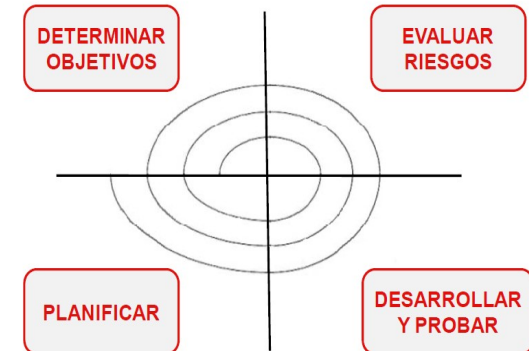 DETERMINAR
OBJETIVOS
EVALUAR
RIESGOS
PLANIFICAR
DESARROLLAR
Y PROBAR